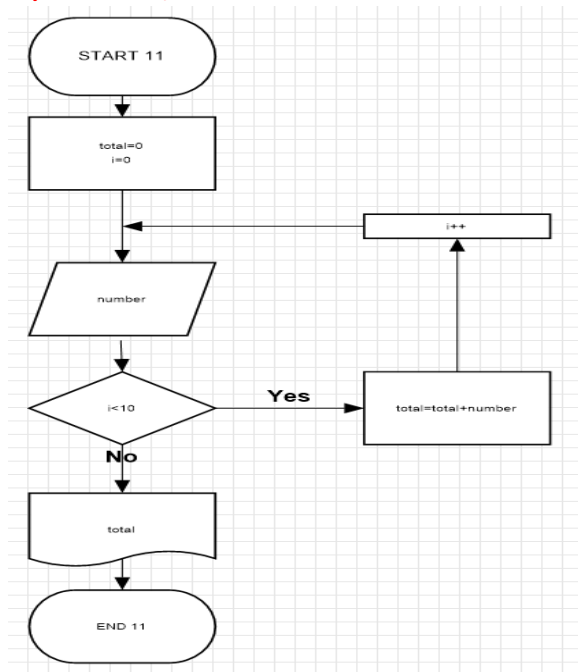 START 11
total=0
i=0
i++
number
i<10
Yes
total=total+number
No
total
END 11